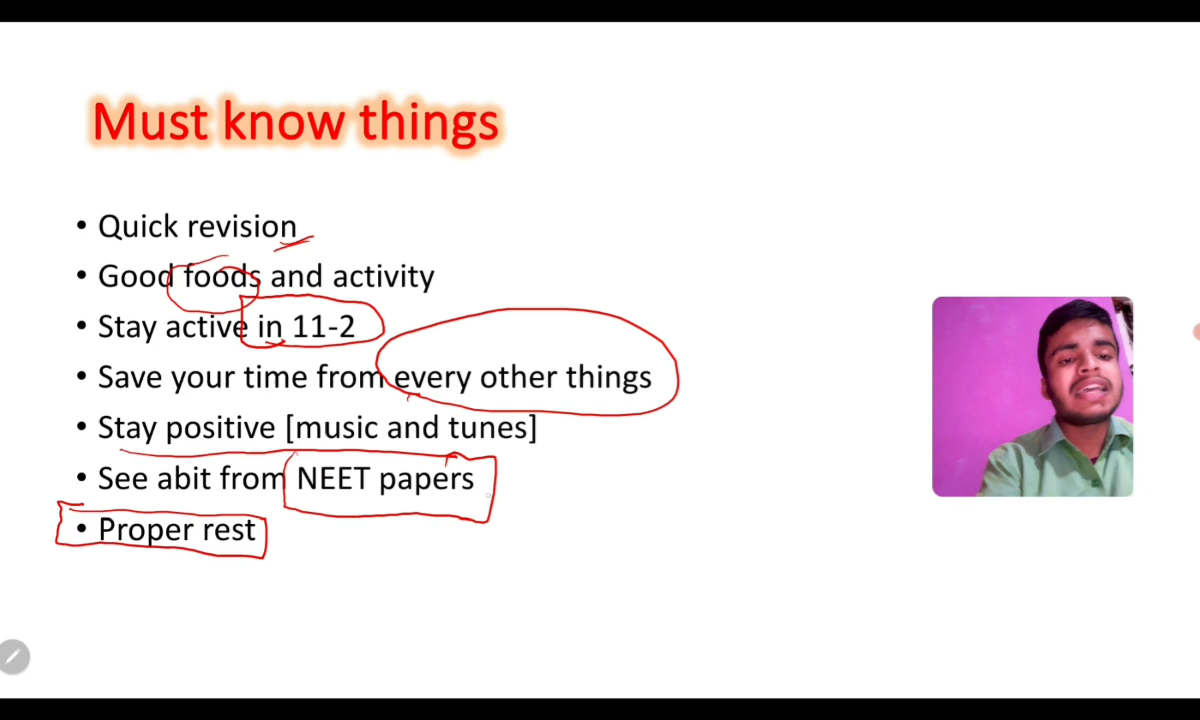 Must know things
• Quick revision
• Good foods and activity
• Stay active in 11-2
• Save your time from every other things
• Stay positive [music and tunes]
• See abit from NEET papers
• Proper rest